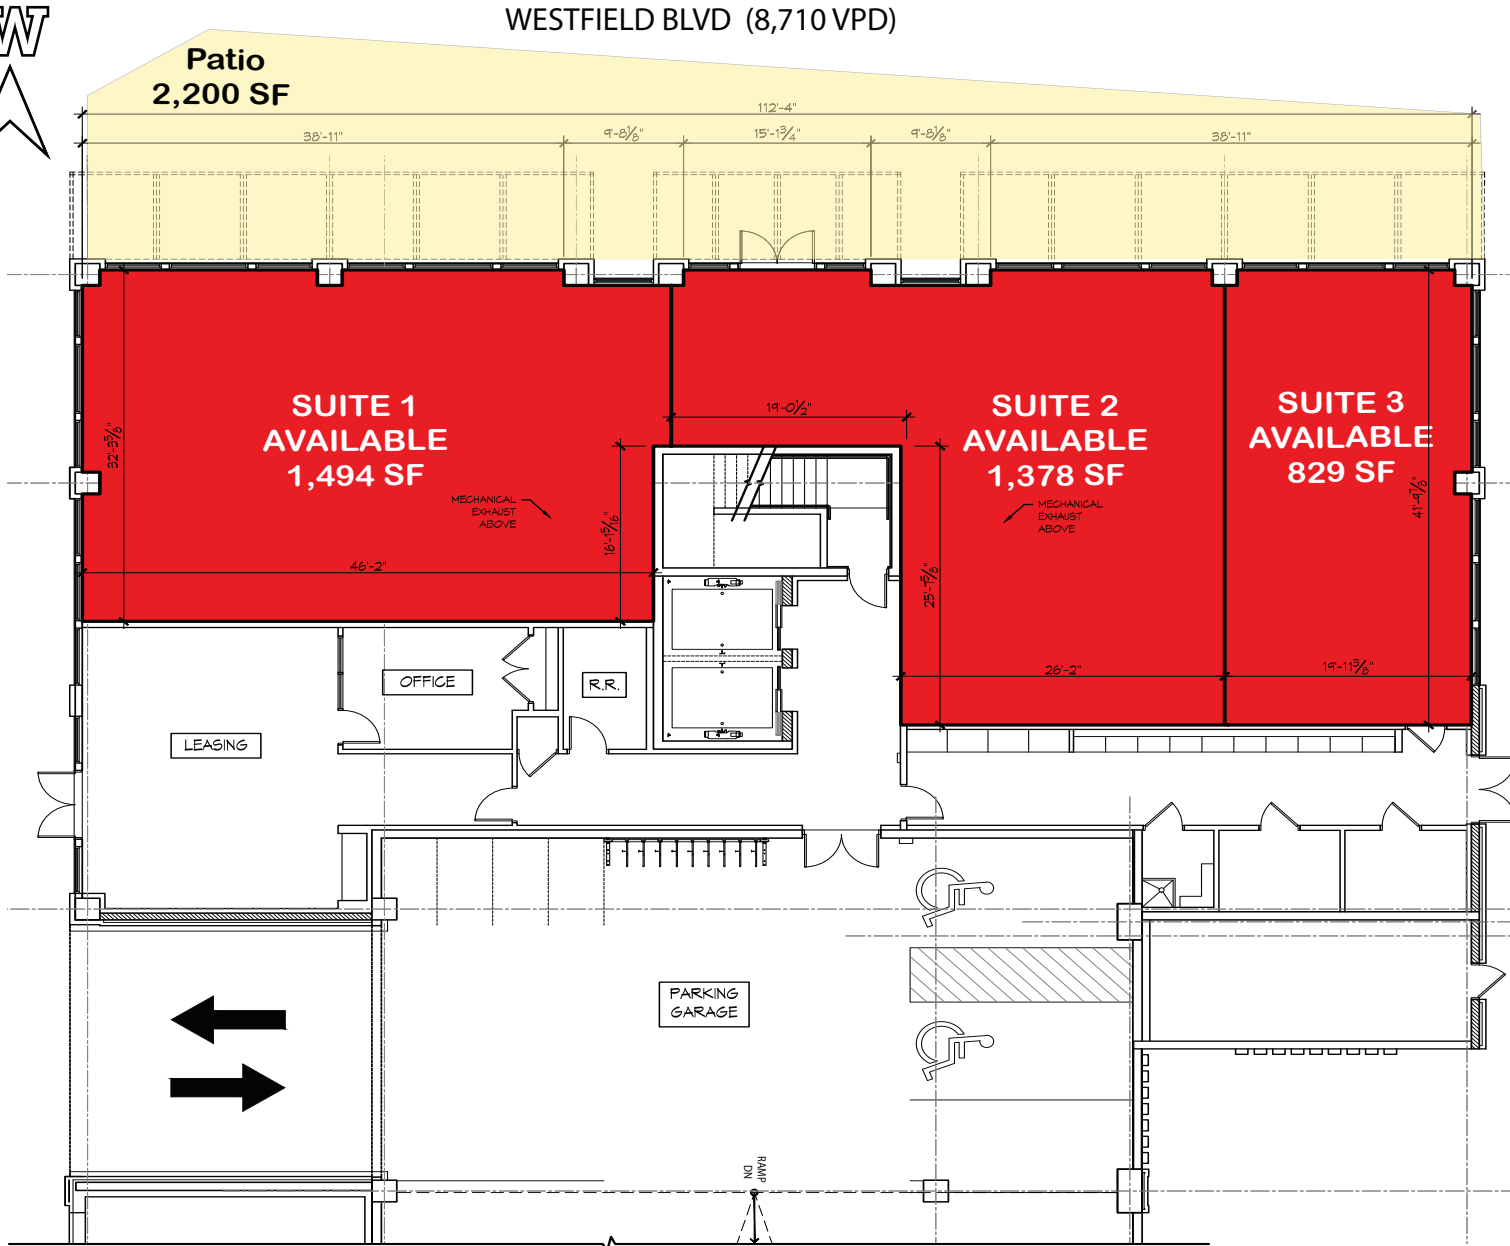 W
WESTFIELD BLVD (8,710 VPD)
Patio
2,200 SF
112'-4"
38'-11"
9'-8⅛"
15'-1¾"
9'-8⅛"
38'-11"
SUITE 1
AVAILABLE
1,494 SF
SUITE 2
AVAILABLE
1,378 SF
SUITE 3
AVAILABLE
829 SF
19'-0½"
32'-3⅝"
MECHANICAL
EXHAUST
ABOVE
MECHANICAL
EXHAUST
ABOVE
46'-2"
26'-2"
19'-11⅜"
OFFICE
R.R.
LEASING
PARKING
GARAGE
RAMP
DN